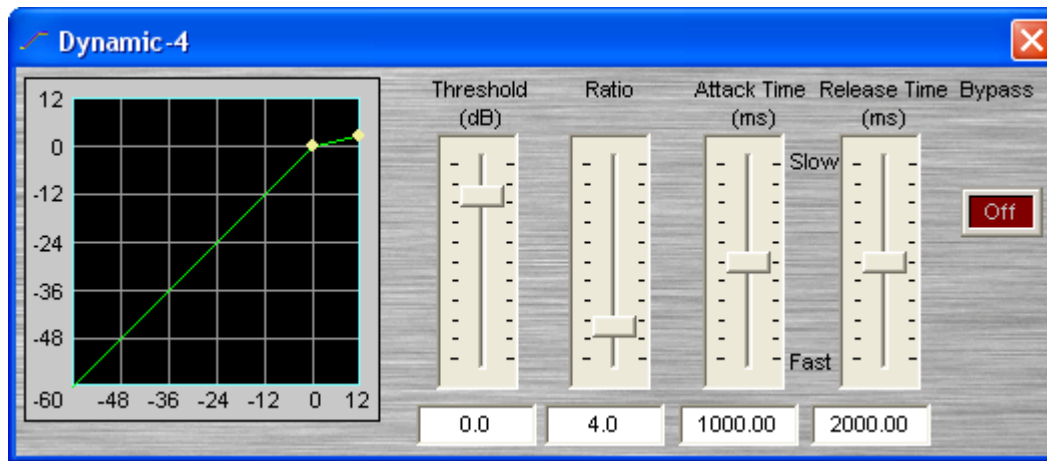 Dynamic-4
12
0
-12
-24
-36
-48
-60 -48 -36 -24 -12 0 12
Threshold
(dB)
Ratio
Attack Time
(ms)
Release Time
(ms)
Bypass
Slow
Fast
Off
0.0
4.0
1000.00
2000.00